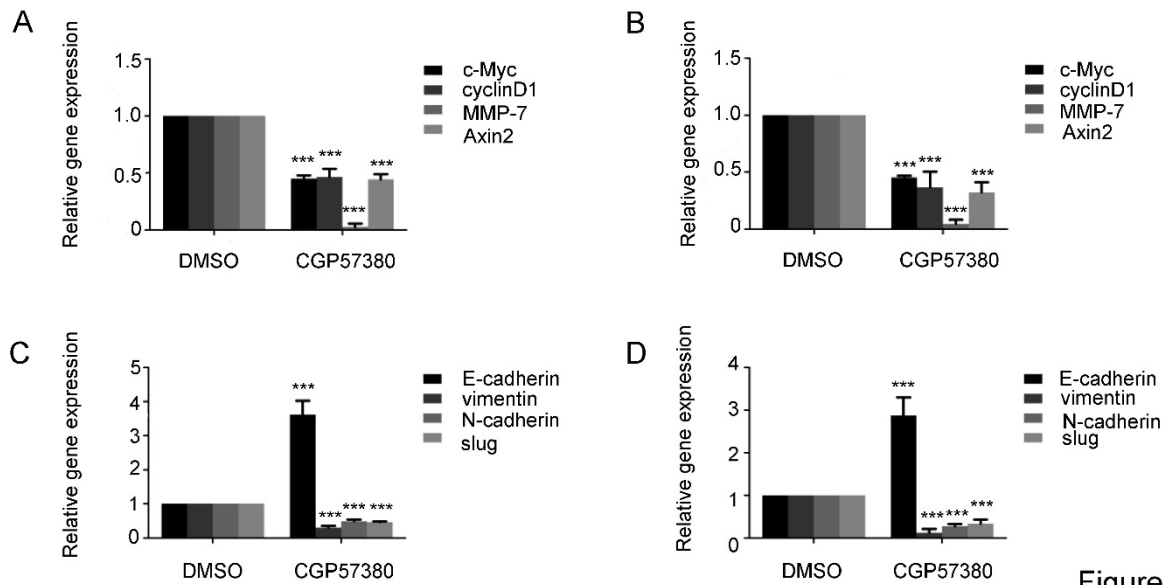 A
Relative gene expression
1.5
1.0
0.5
0
*** *** *** ***
DMSO CGP57380
c-Myc
cyclinD1
MMP-7
Axin2
B
Relative gene expression
1.5
1.0
0.5
0
*** *** *** ***
DMSO CGP57380
c-Myc
cyclinD1
MMP-7
Axin2
C
Relative gene expression
5
4
3
2
1
0
*** *** *** ***
DMSO CGP57380
E-cadherin
vimentin
N-cadherin
slug
D
Relative gene expression
4
3
2
1
0
*** *** *** ***
DMSO CGP57380
E-cadherin
vimentin
N-cadherin
slug
Figure